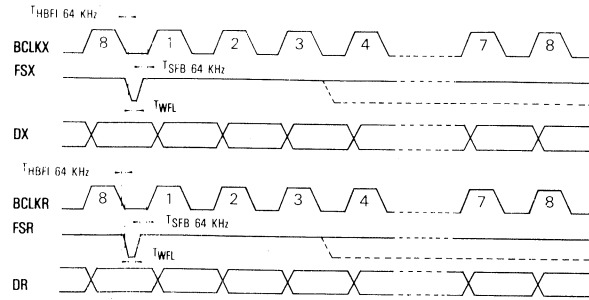 THBFI 64 KHz
BCLKX 8 1 2 3 4 7 8
FSX TSFB 64 KHz
TWFL
DX
THBFI 64 KHz
BCLKR 8 1 2 3 4 7 8
FSR TSFB 64 KHz
TWFL
DR